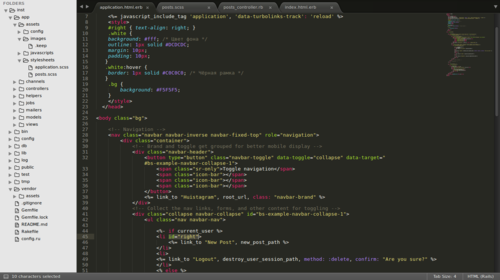 FOLDERS
inst
app
assets
config
images
.keep
javascripts
stylesheets
application.scss
posts.scss
channels
controllers
helpers
jobs
mailers
models
views
bin
config
db
lib
log
public
test
tmp
vender
assets
.gitignore
Gemfile
Gemfile.lock
README.md
Rakefile
config.ru
application.html.erb
posts.scss
posts_controller.rb
index.html.erb
<%= javascript_include_tag 'application', 'data-turbolinks-track': 'reload' %>
<style>
#right { text-align: right; }
.white {
background: #fff; /* Цвет фона */
outline: 1px solid #DCDCDC;
margin: 10px;
padding: 10px;
}
.white:hover {
border: 1px solid #C8C8C8; /* Чёрная рамка */
}
.bg {
background: #F5F5F5;
}
</style>
</head>
<body class="bg">
<!-- Navigation -->
<nav class="navbar navbar-inverse navbar-fixed-top" role="navigation">
<div class="container">
<!-- Brand and toggle get grouped for better mobile display -->
<div class="navbar-header">
<button type="button" class="navbar-toggle" data-toggle="collapse" data-target="
#bs-example-navbar-collapse-1">
<span class="sr-only">Toggle navigation</span>
<span class="icon-bar"></span>
<span class="icon-bar"></span>
<span class="icon-bar"></span>
</button>
<%= link_to "Huistagram", root_url, class: "navbar-brand" %>
</div>
<!-- Collect the nav links, forms, and other content for toggling -->
<div class="collapse navbar-collapse" id="bs-example-navbar-collapse-1">
<ul class="nav navbar-nav">
<%- if current_user %>
<li id="right">
<%= link_to "New Post", new_post_path %>
</li>
<li>
<%= link_to "Logout", destroy_user_session_path, method: :delete, confirm: "Are you sure?" %>
</li>
<% else %>
10 characters selected
Tab Size: 4
HTML (Rails)